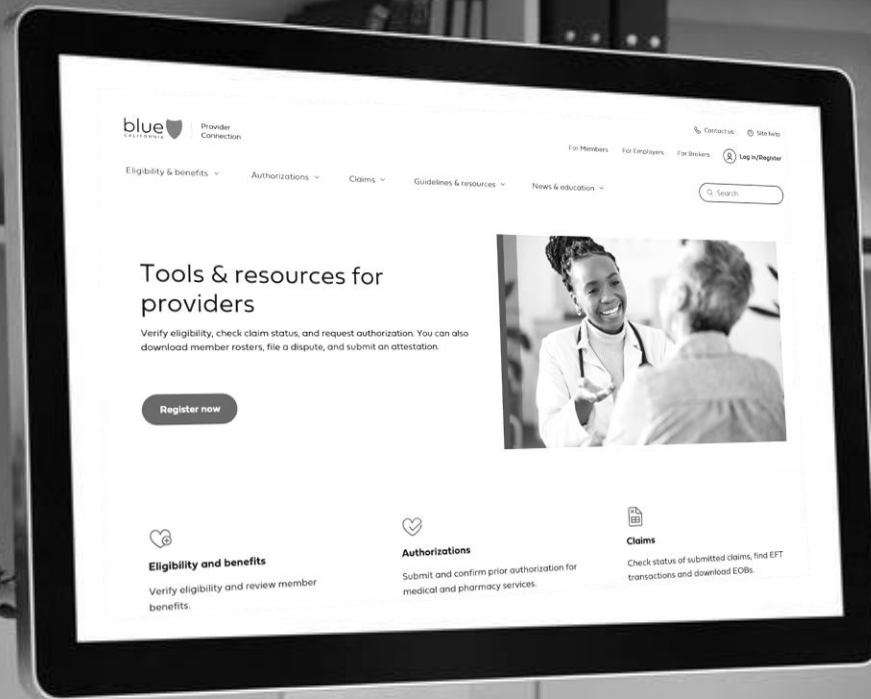 blue
CALIFORNIA
Provider
Connection
Contact us
Site help
For Members
For Employers
For Brokers
Log in/Register
Eligibility & benefits
Authorizations
Claims
Guidelines & resources
News & education
Search
Tools & resources for
providers
Verify eligibility, check claim status, and request authorization. You can also
download member rosters, file a dispute, and submit an attestation.
Register now
Eligibility and benefits
Verify eligibility and review member
benefits.
Authorizations
Submit and confirm prior authorization for
medical and pharmacy services.
Claims
Check status of submitted claims, find EFT
transactions and download EOBs.